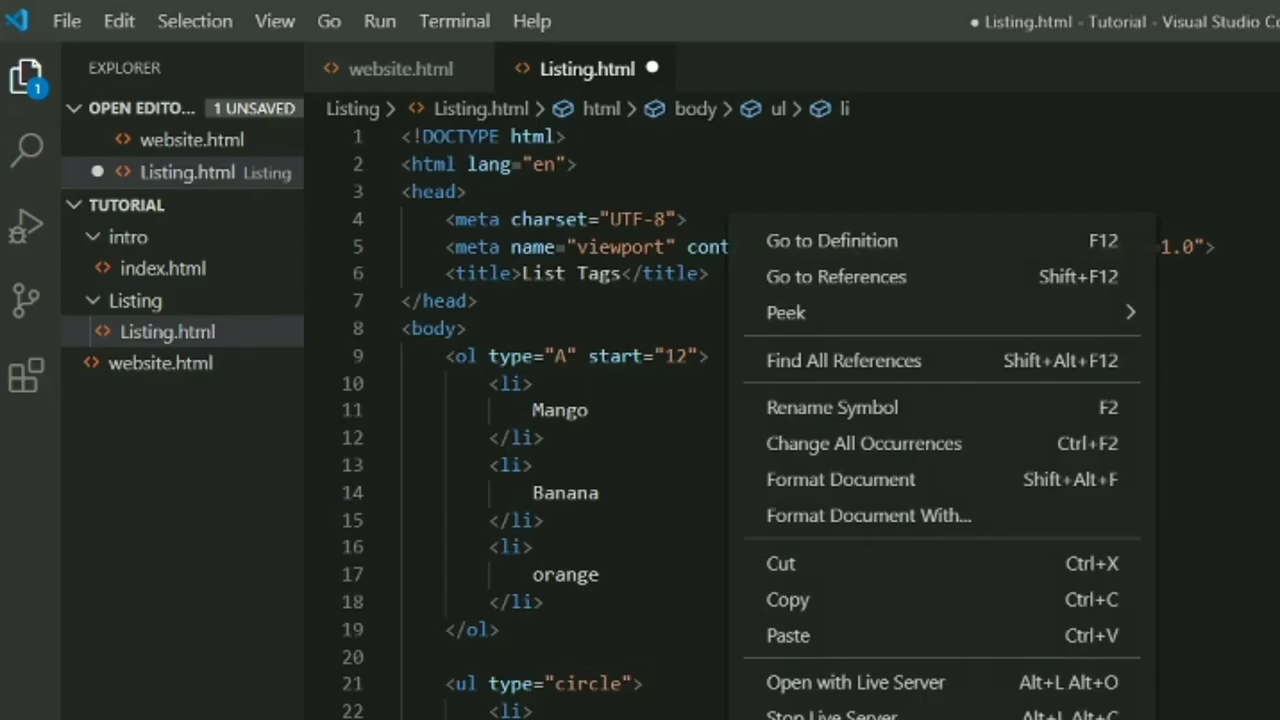 File Edit Selection View Go Run Terminal Help ● Listing.html - Tutorial - Visual Studio Co
EXPLORER
OPEN EDITO... 1 UNSAVED
website.html
Listing.html Listing
TUTORIAL
intro
index.html
Listing
Listing.html
website.html
1
website.html Listing.html
Listing > Listing.html > html > body > ul > li
1 <!DOCTYPE html>
2 <html lang="en">
3 <head>
4 <meta charset="UTF-8">
5 <meta name="viewport" cont 1.0">
6 <title>List Tags</title>
7 </head>
8 <body>
9 <ol type="A" start="12">
10 <li>
11 Mango
12 </li>
13 <li>
14 Banana
15 </li>
16 <li>
17 orange
18 </li>
19 </ol>
20
21 <ul type="circle">
22 <li>
Go to Definition F12
Go to References Shift+F12
Peek >
Find All References Shift+Alt+F12
Rename Symbol F2
Change All Occurrences Ctrl+F2
Format Document Shift+Alt+F
Format Document With...
Cut Ctrl+X
Copy Ctrl+C
Paste Ctrl+V
Open with Live Server Alt+L Alt+O
Stop Live Server Alt+L Alt+C